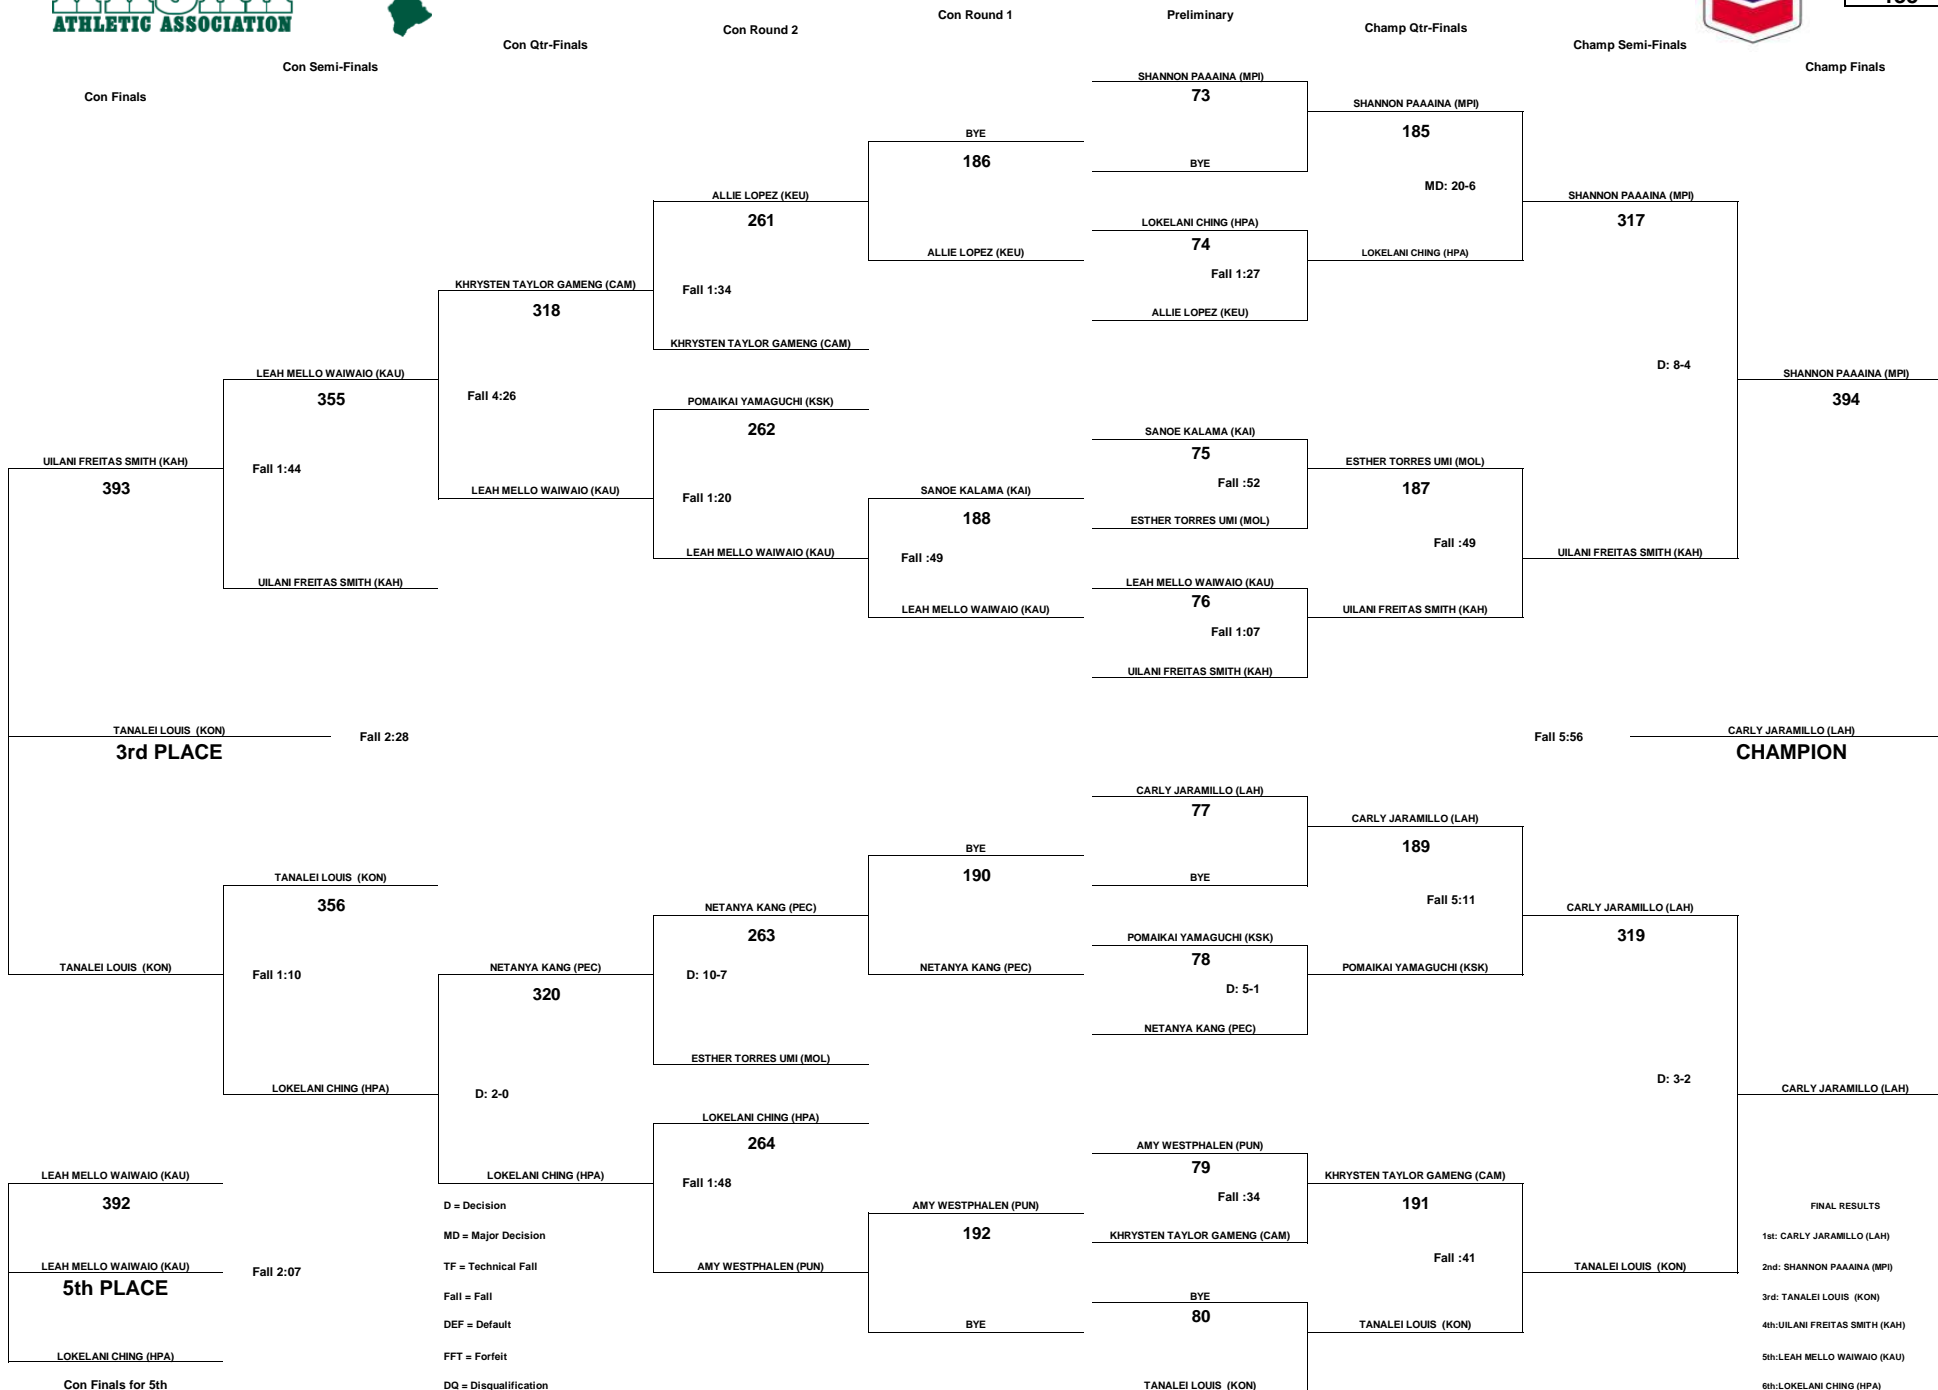 ATHLETIC ASSOCIATION
Con Round 1
Preliminary
Con Round 2
Champ Qtr-Finals
Con Qtr-Finals
Champ Semi-Finals
Con Semi-Finals
Champ Finals
Con Finals
SHANNON PAAAINA (MPI)
73
SHANNON PAAAINA (MPI)
185
BYE
186
BYE
MD: 20-6
ALLIE LOPEZ (KEU)
261
SHANNON PAAAINA (MPI)
317
LOKELANI CHING (HPA)
74
ALLIE LOPEZ (KEU)
LOKELANI CHING (HPA)
Fall 1:27
KHRYSTEN TAYLOR GAMENG (CAM)
318
Fall 1:34
ALLIE LOPEZ (KEU)
KHRYSTEN TAYLOR GAMENG (CAM)
D: 8-4
LEAH MELLO WAIWAIO (KAU)
355
SHANNON PAAAINA (MPI)
394
Fall 4:26
POMAIKAI YAMAGUCHI (KSK)
262
SANOE KALAMA (KAI)
75
UILANI FREITAS SMITH (KAH)
393
Fall 1:44
ESTHER TORRES UMI (MOL)
187
Fall :52
LEAH MELLO WAIWAIO (KAU)
Fall 1:20
SANOE KALAMA (KAI)
188
ESTHER TORRES UMI (MOL)
Fall :49
LEAH MELLO WAIWAIO (KAU)
Fall :49
UILANI FREITAS SMITH (KAH)
UILANI FREITAS SMITH (KAH)
LEAH MELLO WAIWAIO (KAU)
76
LEAH MELLO WAIWAIO (KAU)
UILANI FREITAS SMITH (KAH)
Fall 1:07
UILANI FREITAS SMITH (KAH)
TANALEI LOUIS (KON)
3rd PLACE
Fall 2:28
Fall 5:56
CARLY JARAMILLO (LAH)
CHAMPION
CARLY JARAMILLO (LAH)
77
CARLY JARAMILLO (LAH)
189
BYE
190
TANALEI LOUIS (KON)
356
BYE
Fall 5:11
NETANYA KANG (PEC)
263
CARLY JARAMILLO (LAH)
319
POMAIKAI YAMAGUCHI (KSK)
78
TANALEI LOUIS (KON)
Fall 1:10
NETANYA KANG (PEC)
320
D: 10-7
NETANYA KANG (PEC)
D: 5-1
POMAIKAI YAMAGUCHI (KSK)
NETANYA KANG (PEC)
ESTHER TORRES UMI (MOL)
D: 3-2
LOKELANI CHING (HPA)
D: 2-0
CARLY JARAMILLO (LAH)
LOKELANI CHING (HPA)
264
AMY WESTPHALEN (PUN)
79
LEAH MELLO WAIWAIO (KAU)
392
LOKELANI CHING (HPA)
Fall 1:48
KHRYSTEN TAYLOR GAMENG (CAM)
191
Fall :34
D = Decision
AMY WESTPHALEN (PUN)
192
FINAL RESULTS
MD = Major Decision
KHRYSTEN TAYLOR GAMENG (CAM)
1st: CARLY JARAMILLO (LAH)
Fall :41
LEAH MELLO WAIWAIO (KAU)
5th PLACE
Fall 2:07
TF = Technical Fall
AMY WESTPHALEN (PUN)
TANALEI LOUIS (KON)
2nd: SHANNON PAAAINA (MPI)
Fall = Fall
BYE
80
3rd: TANALEI LOUIS (KON)
DEF = Default
BYE
TANALEI LOUIS (KON)
4th:UILANI FREITAS SMITH (KAH)
LOKELANI CHING (HPA)
FFT = Forfeit
5th:LEAH MELLO WAIWAIO (KAU)
Con Finals for 5th
DQ = Disqualification
TANALEI LOUIS (KON)
6th:LOKELANI CHING (HPA)